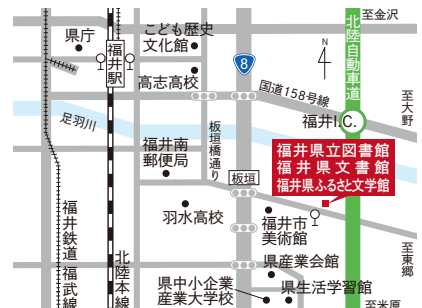 至金沢
こども歴史
文化館
県庁
福井駅
8
N
北陸自動車道
高志高校
国道158号線
至大野
足羽川
福井I.C.
板垣橋通り
福井南
郵便局
福井県立図書館
福井県文書館
福井県ふるさと文学館
板垣
羽水高校
福井市
美術館
福井鉄道福武線
北陸本線
至東郷
県産業会館
県中小企業
産業大学校
県生活学習館
至米原